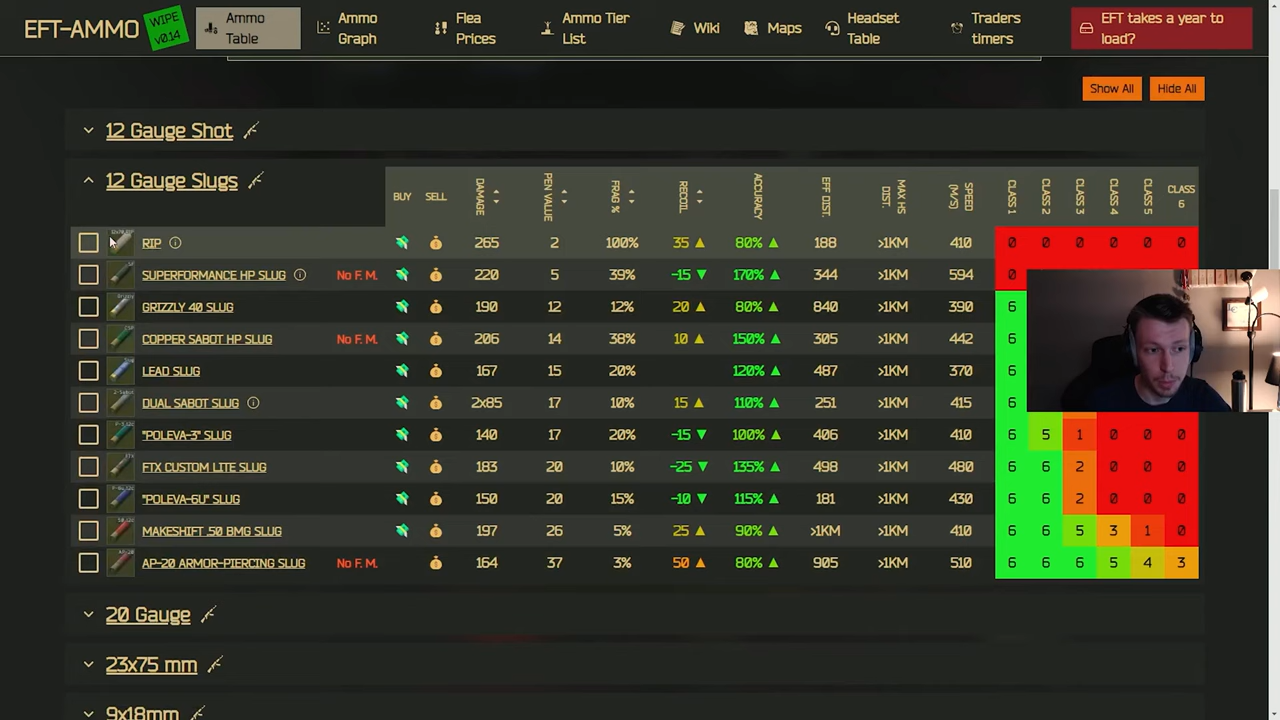 EFT-AMMO
WIPE
v0.14
Ammo
Table
Ammo
Graph
Flea
Prices
Ammo Tier
List
Wiki
Maps
Headset
Table
Traders
timers
EFT takes a year to
load?
Show All
Hide All
12 Gauge Shot
12 Gauge Slugs
BUY SELL DAMAGE PEN VALUE FRAG % RECOIL ACCURACY EFF DIST. MAX HS DIST. SPEED (M/S) CLASS 1 CLASS 2 CLASS 3 CLASS 4 CLASS 5 CLASS 6
RIP 265 2 100% 35 ▲ 80% ▲ 188 >1KM 410 0 0 0 0 0 0
SUPERFORMANCE HP SLUG No F. M. 220 5 39% -15 ▼ 170% ▲ 344 >1KM 594 0
GRIZZLY 40 SLUG 190 12 12% 20 ▲ 80% ▲ 840 >1KM 390 6
COPPER SABOT HP SLUG No F. M. 206 14 38% 10 ▲ 150% ▲ 305 >1KM 442 6
LEAD SLUG 167 15 20% 120% ▲ 487 >1KM 370 6
DUAL SABOT SLUG 2x85 17 10% 15 ▲ 110% ▲ 251 >1KM 415 6
"POLEVA-3" SLUG 140 17 20% -15 ▼ 100% ▲ 406 >1KM 410 6 5 1 0 0 0
FTX CUSTOM LITE SLUG 183 20 10% -25 ▼ 135% ▲ 498 >1KM 480 6 6 2 0 0 0
"POLEVA-6U" SLUG 150 20 15% -10 ▼ 115% ▲ 181 >1KM 430 6 6 2 0 0 0
MAKESHIFT .50 BMG SLUG 197 26 5% 25 ▲ 90% ▲ >1KM >1KM 410 6 6 5 3 1 0
AP-20 ARMOR-PIERCING SLUG No F. M. 164 37 3% 50 ▲ 80% ▲ 905 >1KM 510 6 6 6 5 4 3
20 Gauge
23x75 mm
9x18mm